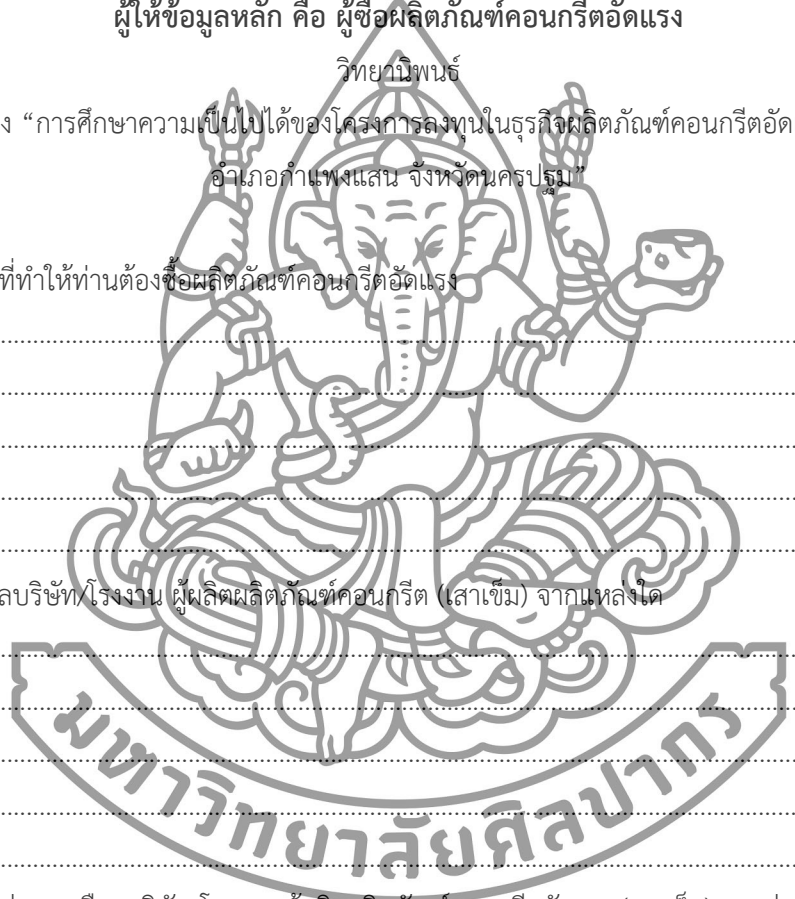 ผู้ให้ข้อมูลหลัก คือ ผู้ซื้อผลิตภัณฑ์คอนกรีตอัดแรง
วิทยานิพนธ์
ง “การศึกษาความเป็นไปได้ของโครงการลงทุนในธุรกิจผลิตภัณฑ์คอนกรีตอัด
อำเภอกำแพงแสน จังหวัดนครปฐม”
ที่ทำให้ท่านต้องซื้อผลิตภัณฑ์คอนกรีตอัดแรง
ลบริษัท/โรงงาน ผู้ผลิตผลิตภัณฑ์คอนกรีต (เสาเข็ม) จากแหล่งใด
มหาวิทยาลัยศิลปากร